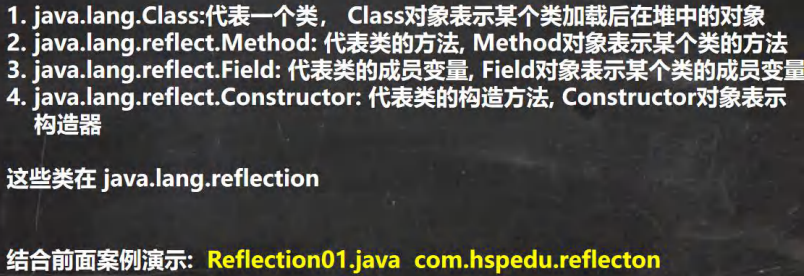 1. java.lang.Class:代表一个类， Class对象表示某个类加载后在堆中的对象
2. java.lang.reflect.Method: 代表类的方法, Method对象表示某个类的方法
3. java.lang.reflect.Field: 代表类的成员变量, Field对象表示某个类的成员变量
4. java.lang.reflect.Constructor: 代表类的构造方法, Constructor对象表示
构造器
这些类在 java.lang.reflection
结合前面案例演示: Reflection01.java com.hspedu.reflecton